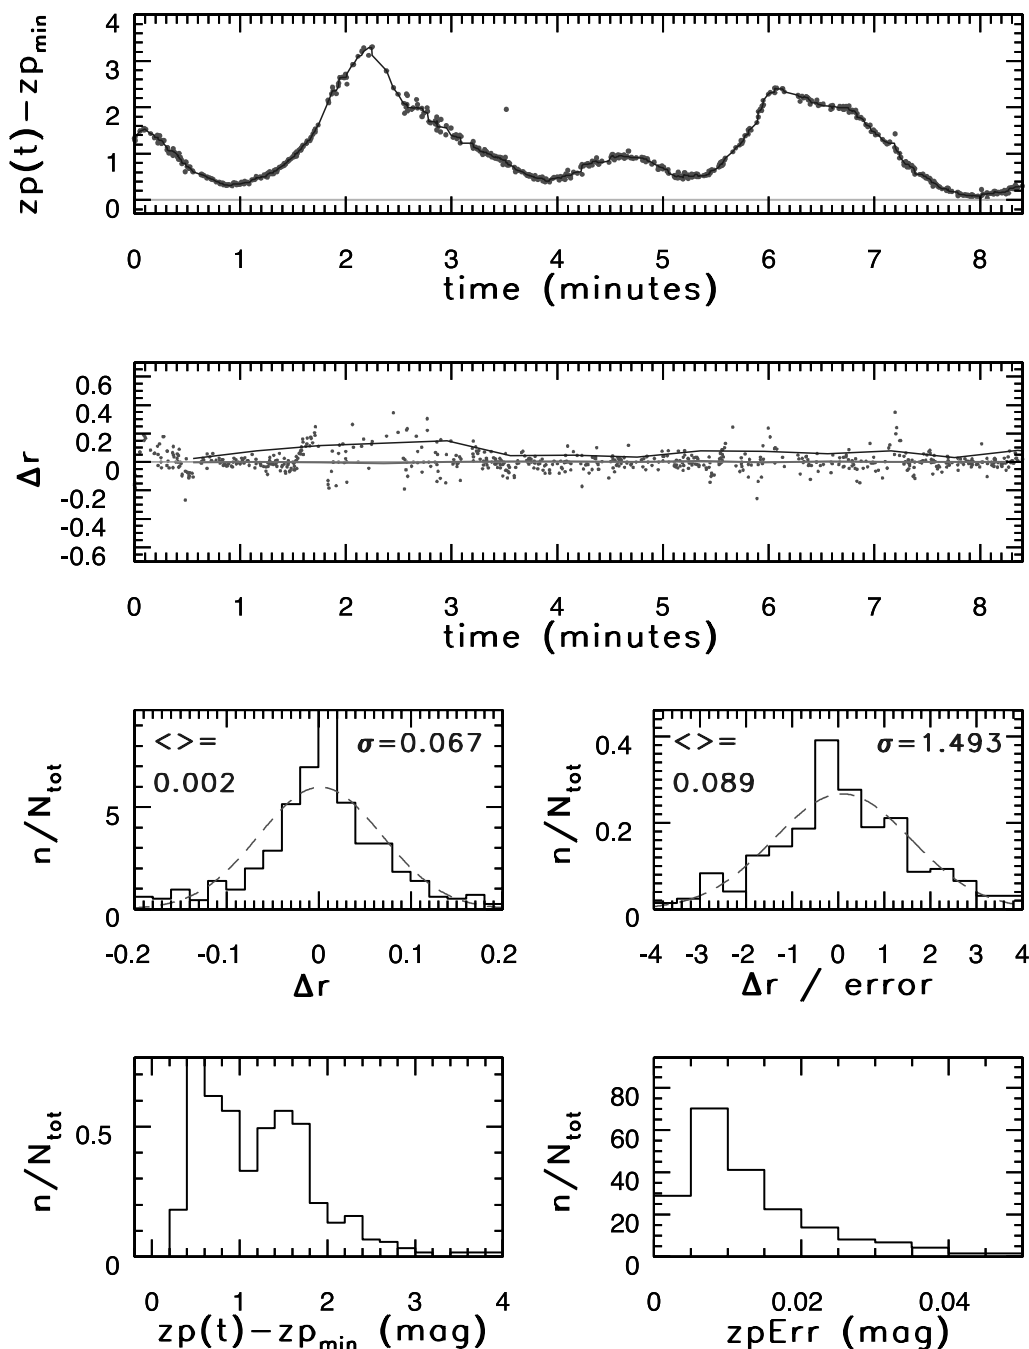 zp(t)-zp_min
4
3
2
1
0
0 1 2 3 4 5 6 7 8
time (minutes)
Δr
0.6
0.4
0.2
0
-0.2
-0.4
-0.6
0 1 2 3 4 5 6 7 8
time (minutes)
n/N_tot
5
0
<>=
0.002
σ=0.067
-0.2 -0.1 0 0.1 0.2
Δr
n/N_tot
0.4
0.2
0
<>=
0.089
σ=1.493
-4 -3 -2 -1 0 1 2 3 4
Δr / error
n/N_tot
0.5
0
0 1 2 3 4
zp(t)-zp_min (mag)
n/N_tot
80
60
40
20
0
0 0.02 0.04
zpErr (mag)